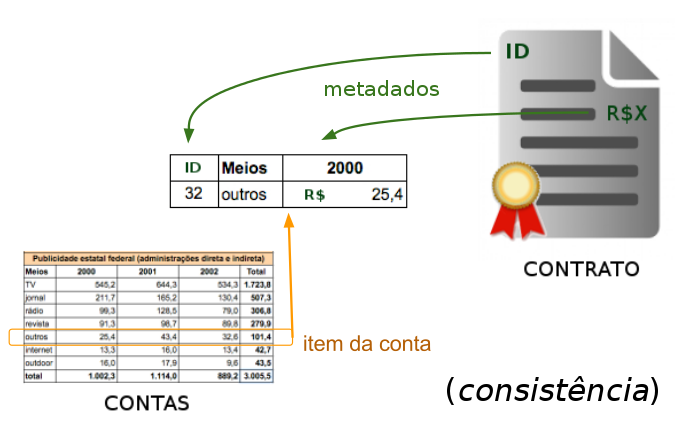 ID
metadados
R$X
ID Meios 2000
32 outros R$ 25,4
CONTRATO
Publicidade estatal federal (administrações direta e indireta)
Meios 2000 2001 2002 Total
TV 545,2 644,3 534,3 1.723,8
jornal 211,7 165,2 130,4 507,3
rádio 99,3 128,5 79,0 306,8
revista 91,3 98,7 89,8 279,9
outros 25,4 43,4 32,6 101,4
internet 13,3 16,0 13,4 42,7
outdoor 16,0 17,9 9,6 43,5
total 1.002,3 1.114,0 889,2 3.005,5
item da conta
CONTAS
(consistência)